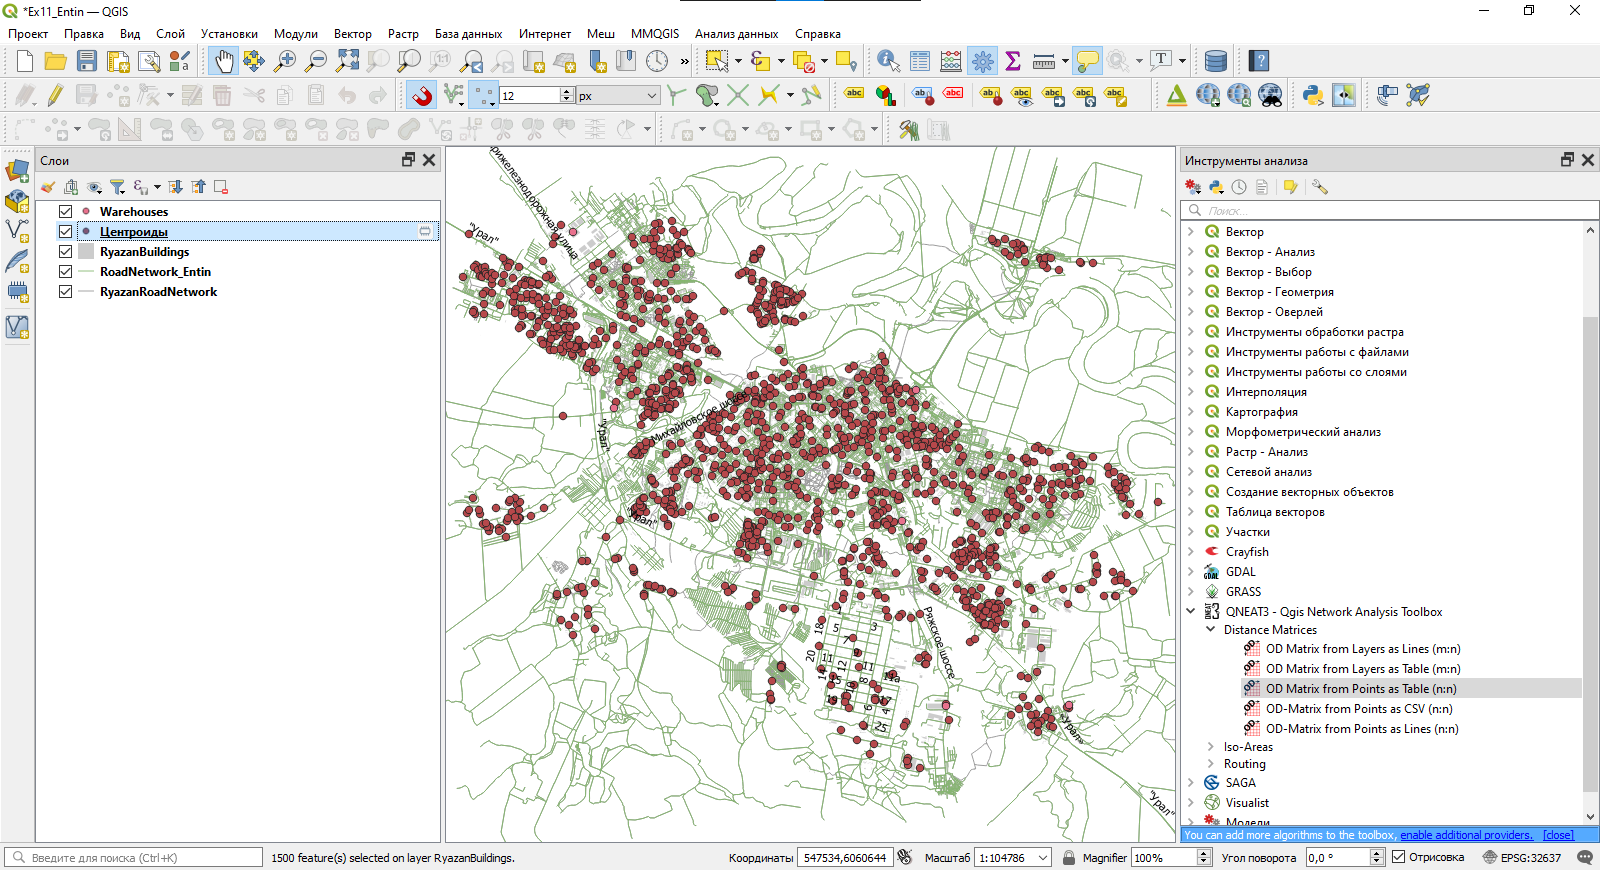 *Ex11_Entin — QGIS
Проект Правка Вид Слой Установки Модули Вектор Растр База данных Интернет Меш MMQGIS Анализ данных Справка
12 px
Слои
Warehouses
Центроиды
RyazanBuildings
RoadNetwork_Entin
RyazanRoadNetwork
"Урал"
Михайловское шоссе
"Урал"
"Урал"
Ряжское шоссе
"Урал"
"Урал"
1
18
5
3
7
20
11
12
9
11
11а
8
6
4
25
Инструменты анализа
Поиск...
Вектор
Вектор - Анализ
Вектор - Выбор
Вектор - Геометрия
Вектор - Оверлей
Инструменты обработки растра
Инструменты работы с файлами
Инструменты работы со слоями
Интерполяция
Картография
Морфометрический анализ
Растр - Анализ
Сетевой анализ
Создание векторных объектов
Таблица векторов
Участки
Crayfish
GDAL
GRASS
QNEAT3 - Qgis Network Analysis Toolbox
Distance Matrices
OD Matrix from Layers as Lines (m:n)
OD Matrix from Layers as Table (m:n)
OD Matrix from Points as Table (n:n)
OD-Matrix from Points as CSV (n:n)
OD-Matrix from Points as Lines (n:n)
Iso-Areas
Routing
SAGA
Visualist
Модели
You can add more algorithms to the toolbox, enable additional providers. [close]
Введите для поиска (Ctrl+K) 1500 feature(s) selected on layer RyazanBuildings. Координаты 547534,6060644 Масштаб 1:104786 Magnifier 100% Угол поворота 0,0 ° Отрисовка EPSG:32637